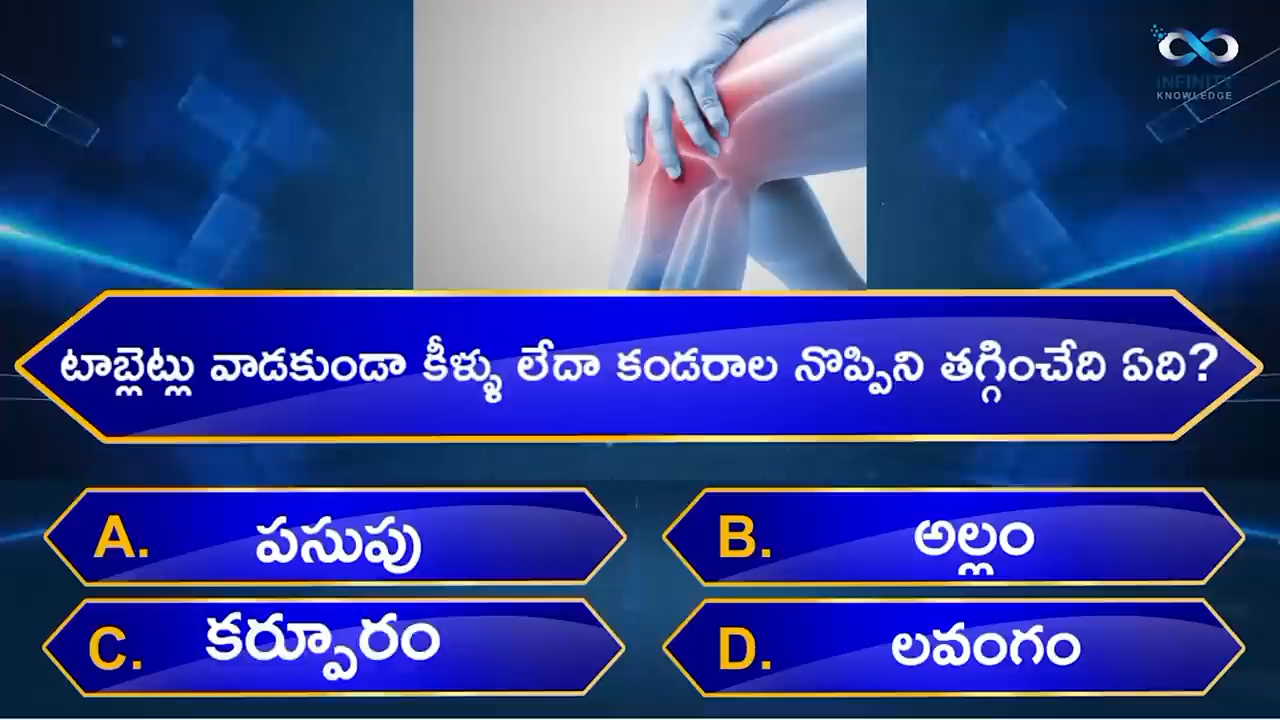 iNFINITY
KNOWLEDGE
టాబ్లెట్లు వాడకుండా కీళ్ళు లేదా కండరాల నొప్పిని తగ్గించేది ఏది?
A. పసుపు
B. అల్లం
C. కర్పూరం
D. లవంగం